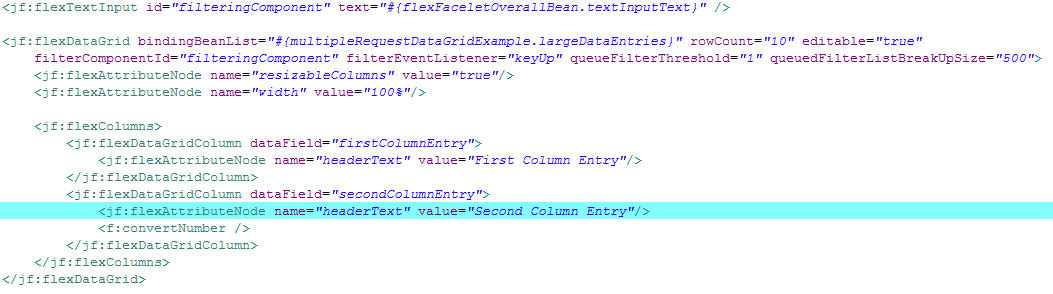 <jf:flexTextInput id="filteringComponent" text="#{flexFaceletOverallBean.textInputText}" />
<jf:flexDataGrid bindingBeanList="#{multipleRequestDataGridExample.largeDataEntries}" rowCount="10" editable="true"
filterComponentId="filteringComponent" filterEventListener="keyUp" queueFilterThreshold="1" queuedFilterListBreakUpSize="500">
<jf:flexAttributeNode name="resizableColumns" value="true"/>
<jf:flexAttributeNode name="width" value="100%"/>
<jf:flexColumns>
<jf:flexDataGridColumn dataField="firstColumnEntry">
<jf:flexAttributeNode name="headerText" value="First Column Entry"/>
</jf:flexDataGridColumn>
<jf:flexDataGridColumn dataField="secondColumnEntry">
<jf:flexAttributeNode name="headerText" value="Second Column Entry"/>
<f:convertNumber />
</jf:flexDataGridColumn>
</jf:flexColumns>
</jf:flexDataGrid>